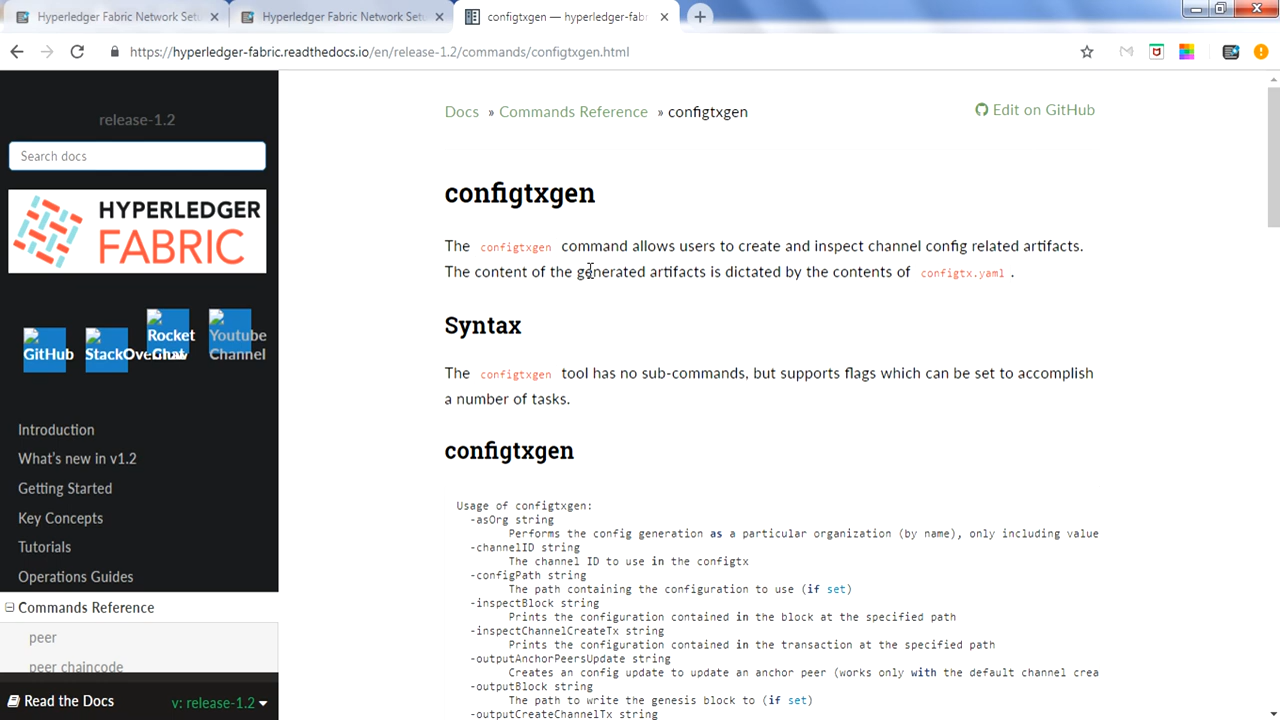 Hyperledger Fabric Network Setu
Hyperledger Fabric Network Setu
configtxgen — hyperledger-fabr
https://hyperledger-fabric.readthedocs.io/en/release-1.2/commands/configtxgen.html
release-1.2
Search docs
HYPERLEDGER
FABRIC
GitHub
StackOverflow
Rocket
Chat
Youtube
Channel
Introduction
What's new in v1.2
Getting Started
Key Concepts
Tutorials
Operations Guides
Commands Reference
peer
peer chaincode
Read the Docs
v: release-1.2
Docs » Commands Reference » configtxgen
Edit on GitHub
configtxgen
The configtxgen command allows users to create and inspect channel config related artifacts.
The content of the generated artifacts is dictated by the contents of configtx.yaml .
Syntax
The configtxgen tool has no sub-commands, but supports flags which can be set to accomplish
a number of tasks.
configtxgen
Usage of configtxgen:
-asOrg string
Performs the config generation as a particular organization (by name), only including value
-channelID string
The channel ID to use in the configtx
-configPath string
The path containing the configuration to use (if set)
-inspectBlock string
Prints the configuration contained in the block at the specified path
-inspectChannelCreateTx string
Prints the configuration contained in the transaction at the specified path
-outputAnchorPeersUpdate string
Creates an config update to update an anchor peer (works only with the default channel crea
-outputBlock string
The path to write the genesis block to (if set)
-outputCreateChannelTx string